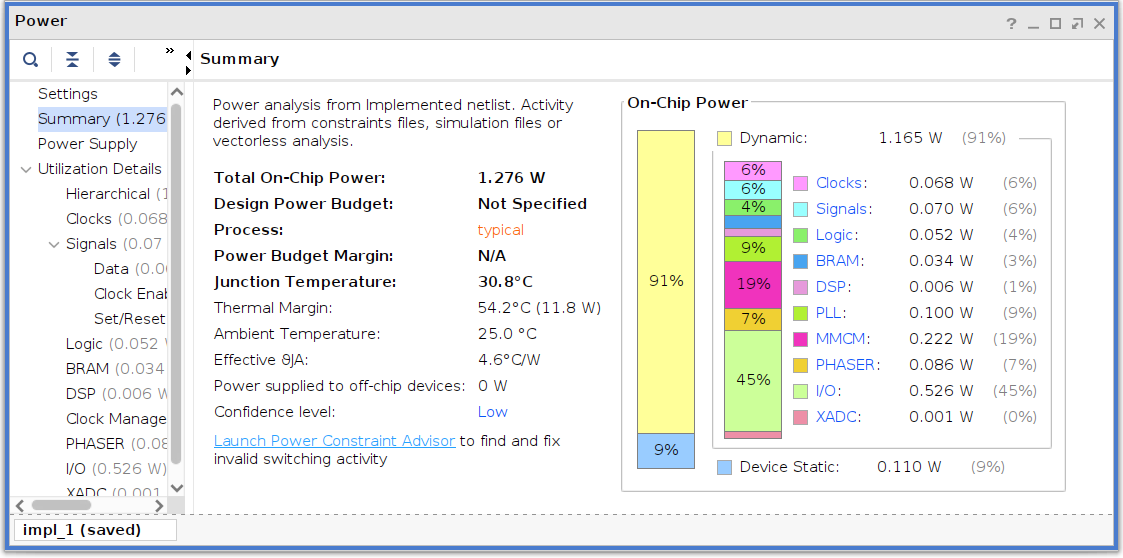 Power
?
»
Summary
Settings
Summary (1.276
Power Supply
Utilization Details
Hierarchical (1
Clocks (0.068
Signals (0.07
Data (0.0
Clock Enab
Set/Reset
Logic (0.052
BRAM (0.034
DSP (0.006 W
Clock Manage
PHASER (0.08
I/O (0.526 W)
XADC (0.001
Power analysis from Implemented netlist. Activity
derived from constraints files, simulation files or
vectorless analysis.
Total On-Chip Power: 1.276 W
Design Power Budget: Not Specified
Process: typical
Power Budget Margin: N/A
Junction Temperature: 30.8°C
Thermal Margin: 54.2°C (11.8 W)
Ambient Temperature: 25.0 °C
Effective ϑJA: 4.6°C/W
Power supplied to off-chip devices: 0 W
Confidence level: Low
Launch Power Constraint Advisor to find and fix
invalid switching activity
On-Chip Power
91%
9%
Dynamic: 1.165 W (91%)
6%
6%
4%
9%
19%
7%
45%
Clocks: 0.068 W (6%)
Signals: 0.070 W (6%)
Logic: 0.052 W (4%)
BRAM: 0.034 W (3%)
DSP: 0.006 W (1%)
PLL: 0.100 W (9%)
MMCM: 0.222 W (19%)
PHASER: 0.086 W (7%)
I/O: 0.526 W (45%)
XADC: 0.001 W (0%)
Device Static: 0.110 W (9%)
impl_1 (saved)